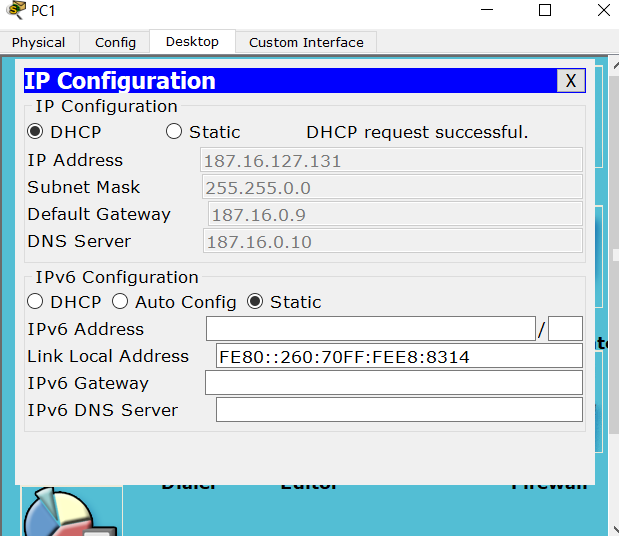 PC1
Physical Config Desktop Custom Interface
IP Configuration X
IP Configuration
DHCP Static DHCP request successful.
IP Address 187.16.127.131
Subnet Mask 255.255.0.0
Default Gateway 187.16.0.9
DNS Server 187.16.0.10
IPv6 Configuration
DHCP Auto Config Static
IPv6 Address /
Link Local Address FE80::260:70FF:FEE8:8314
IPv6 Gateway
IPv6 DNS Server
Dialer Editor Firewall